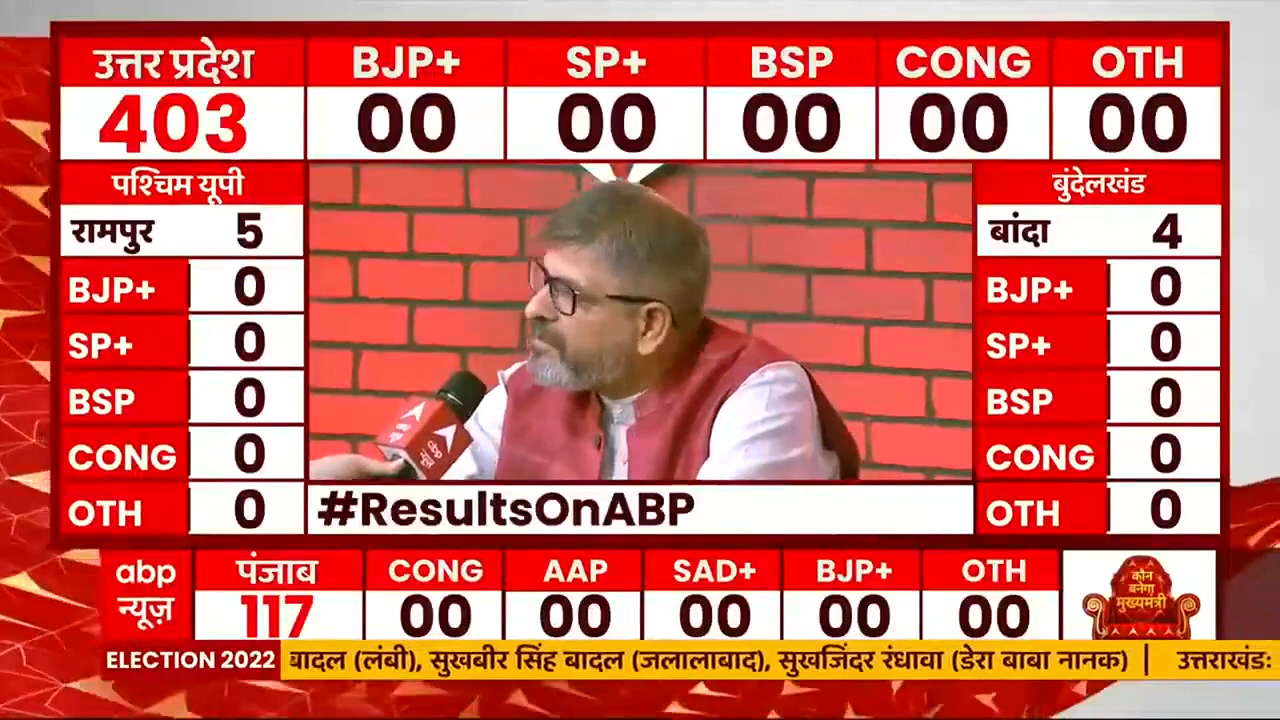 उत्तर प्रदेश BJP+ SP+ BSP CONG OTH
403 00 00 00 00 00
पश्चिम यूपी
रामपुर 5
BJP+ 0
SP+ 0
BSP 0
CONG 0
OTH 0
abp
न्यूज़
#ResultsOnABP
बुंदेलखंड
बांदा 4
BJP+ 0
SP+ 0
BSP 0
CONG 0
OTH 0
abp
न्यूज़
पंजाब CONG AAP SAD+ BJP+ OTH
117 00 00 00 00 00
कौन
बनेगा
मुख्यमंत्री
ELECTION 2022 बादल (लंबी), सुखबीर सिंह बादल (जलालाबाद), सुखजिंदर रंधावा (डेरा बाबा नानक) | उत्तराखंड: